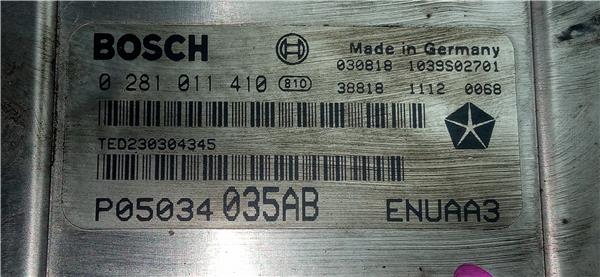 BOSCH Made in Germany
030818 1039S02701
0 281 011 410 810 38818 1112 0068
TED230304345
P05034 035AB ENUAA3